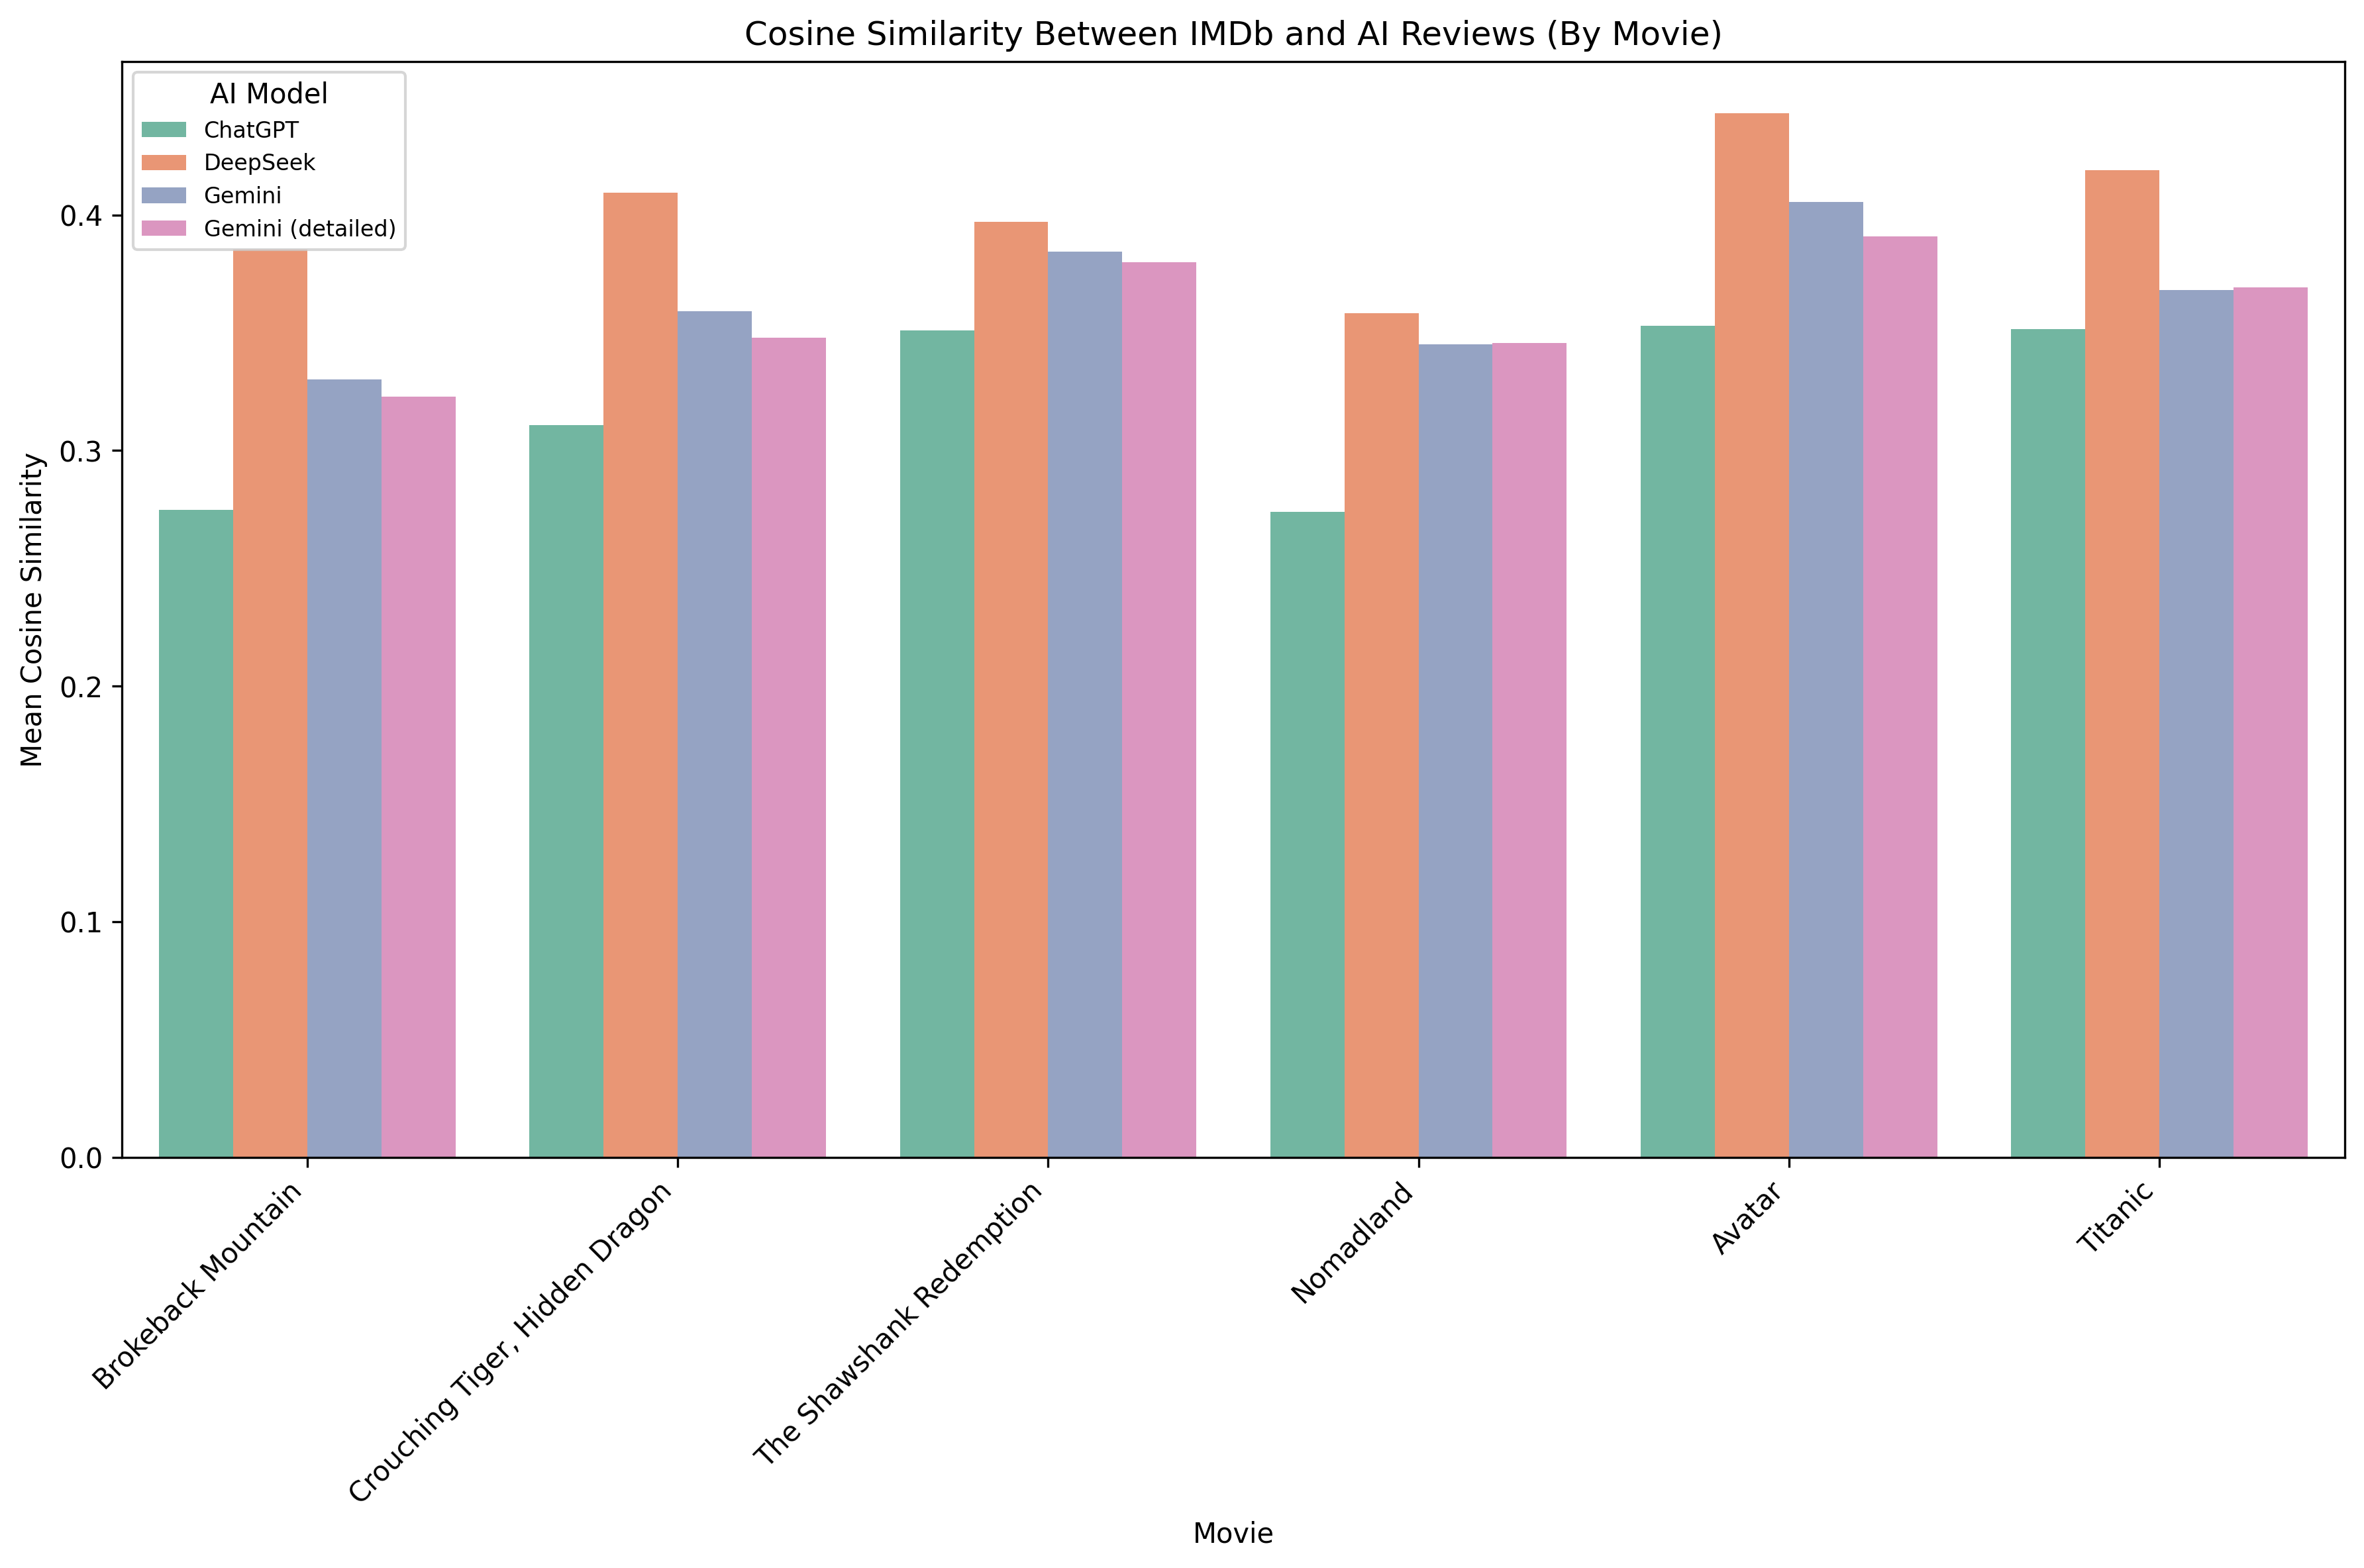 Cosine Similarity Between IMDb and AI Reviews (By Movie)
AI Model
ChatGPT
DeepSeek
Gemini
Gemini (detailed)
Mean Cosine Similarity
0.4
0.3
0.2
0.1
0.0
Brokeback Mountain
Crouching Tiger, Hidden Dragon
The Shawshank Redemption
Nomadland
Avatar
Titanic
Movie